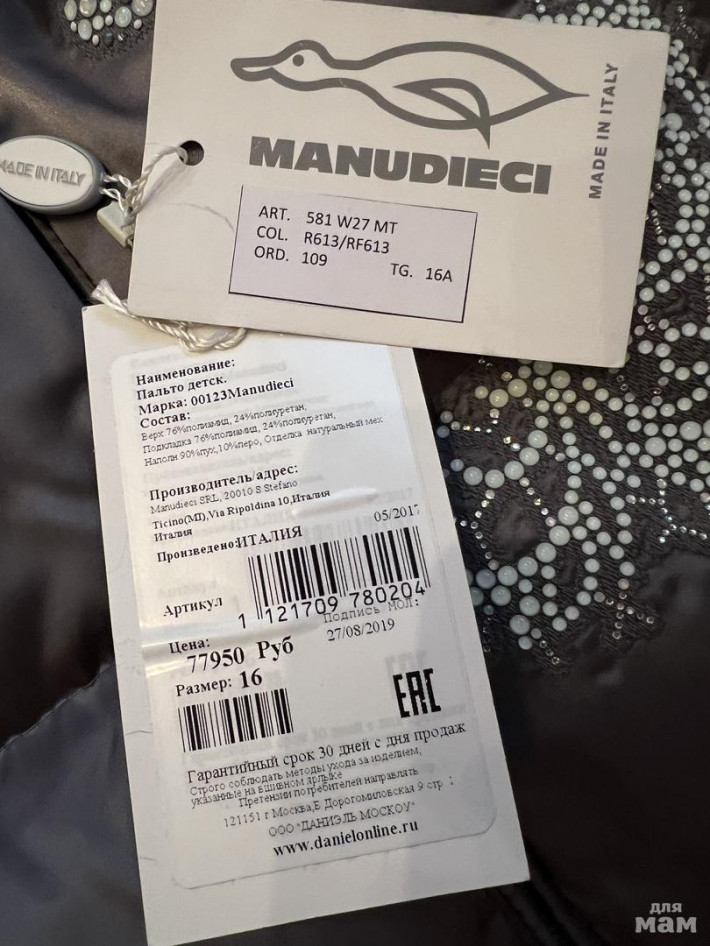 MANUDIECI
MADE IN ITALY
MADE IN ITALY
ART. 581 W27 MT
COL. R613/RF613
ORD. 109 TG. 16A
Наименование:
Пальто детск.
Марка: 00123Manudieci
Состав:
Верх 76%полиамид, 24%полиуретан,
Подкладка 76%полиамид, 24%полиуретан,
Наполн 90%пух,10%перо, Отделка натуральный мех
Производитель/адрес:
Manudieci SRL, 20010 S Stefano
Ticino(MI),Via Ripoldina 10,Италия
Италия
Произведено:ИТАЛИЯ 05/2017
Артикул
1 121709 780204
Подпись МОЛ:
Цена: 27/08/2019
77950 Руб
Размер: 16
EAC
Гарантийный срок 30 дней с дня продаж
Строго соблюдать методы ухода за изделием,
указанные на вшивном ярлыке
Претензии потребителей направлять
121151 г Москва,Б Дорогомиловская 9 стр :
ООО "ДАНИЭЛЬ МОСКОУ"
www.danielonline.ru
для
мам